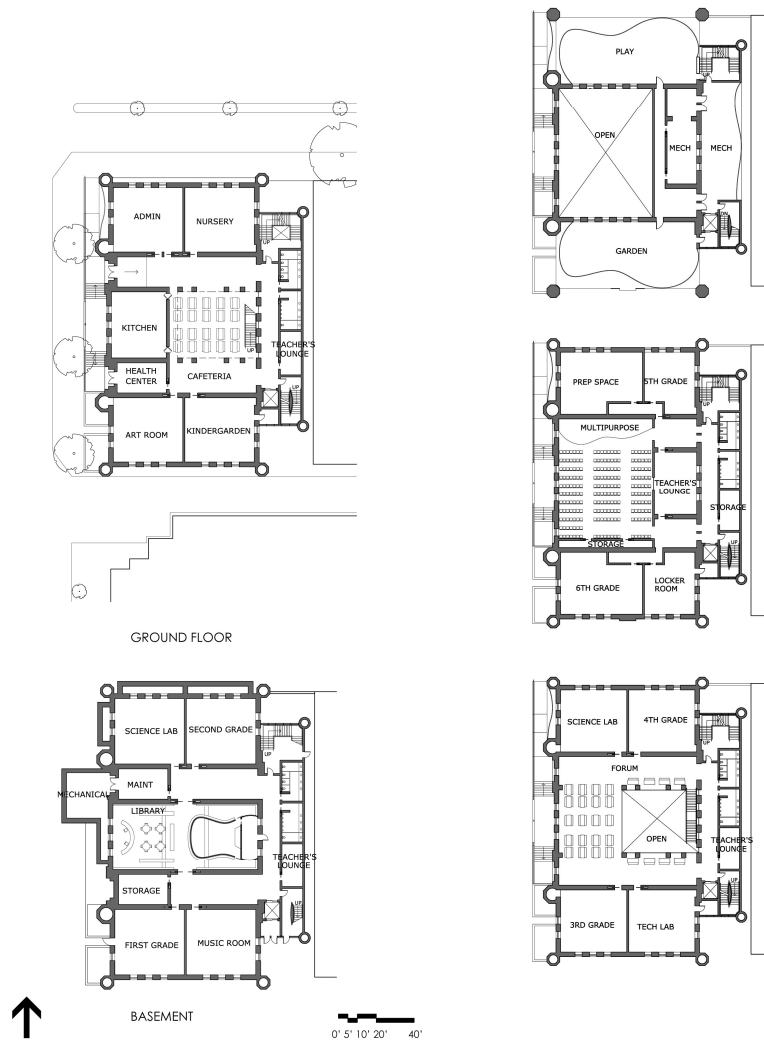 PLAY
UP
OPEN
MECH
MECH
DN
GARDEN
ADMIN
NURSERY
UP
KITCHEN
TEACHER'S
LOUNGE
UP
HEALTH
CENTER
CAFETERIA
UP
ART ROOM
KINDERGARDEN
GROUND FLOOR
PREP SPACE
5TH GRADE
UP
MULTIPURPOSE
TEACHER'S
LOUNGE
STORAGE
STORAGE
UP
6TH GRADE
LOCKER
ROOM
SCIENCE LAB
SECOND GRADE
UP
MECHANICAL
MAINT
LIBRARY
TEACHER'S
LOUNGE
STORAGE
UP
FIRST GRADE
MUSIC ROOM
BASEMENT
SCIENCE LAB
4TH GRADE
UP
FORUM
OPEN
TEACHER'S
LOUNGE
UP
3RD GRADE
TECH LAB
0' 5' 10' 20' 40'